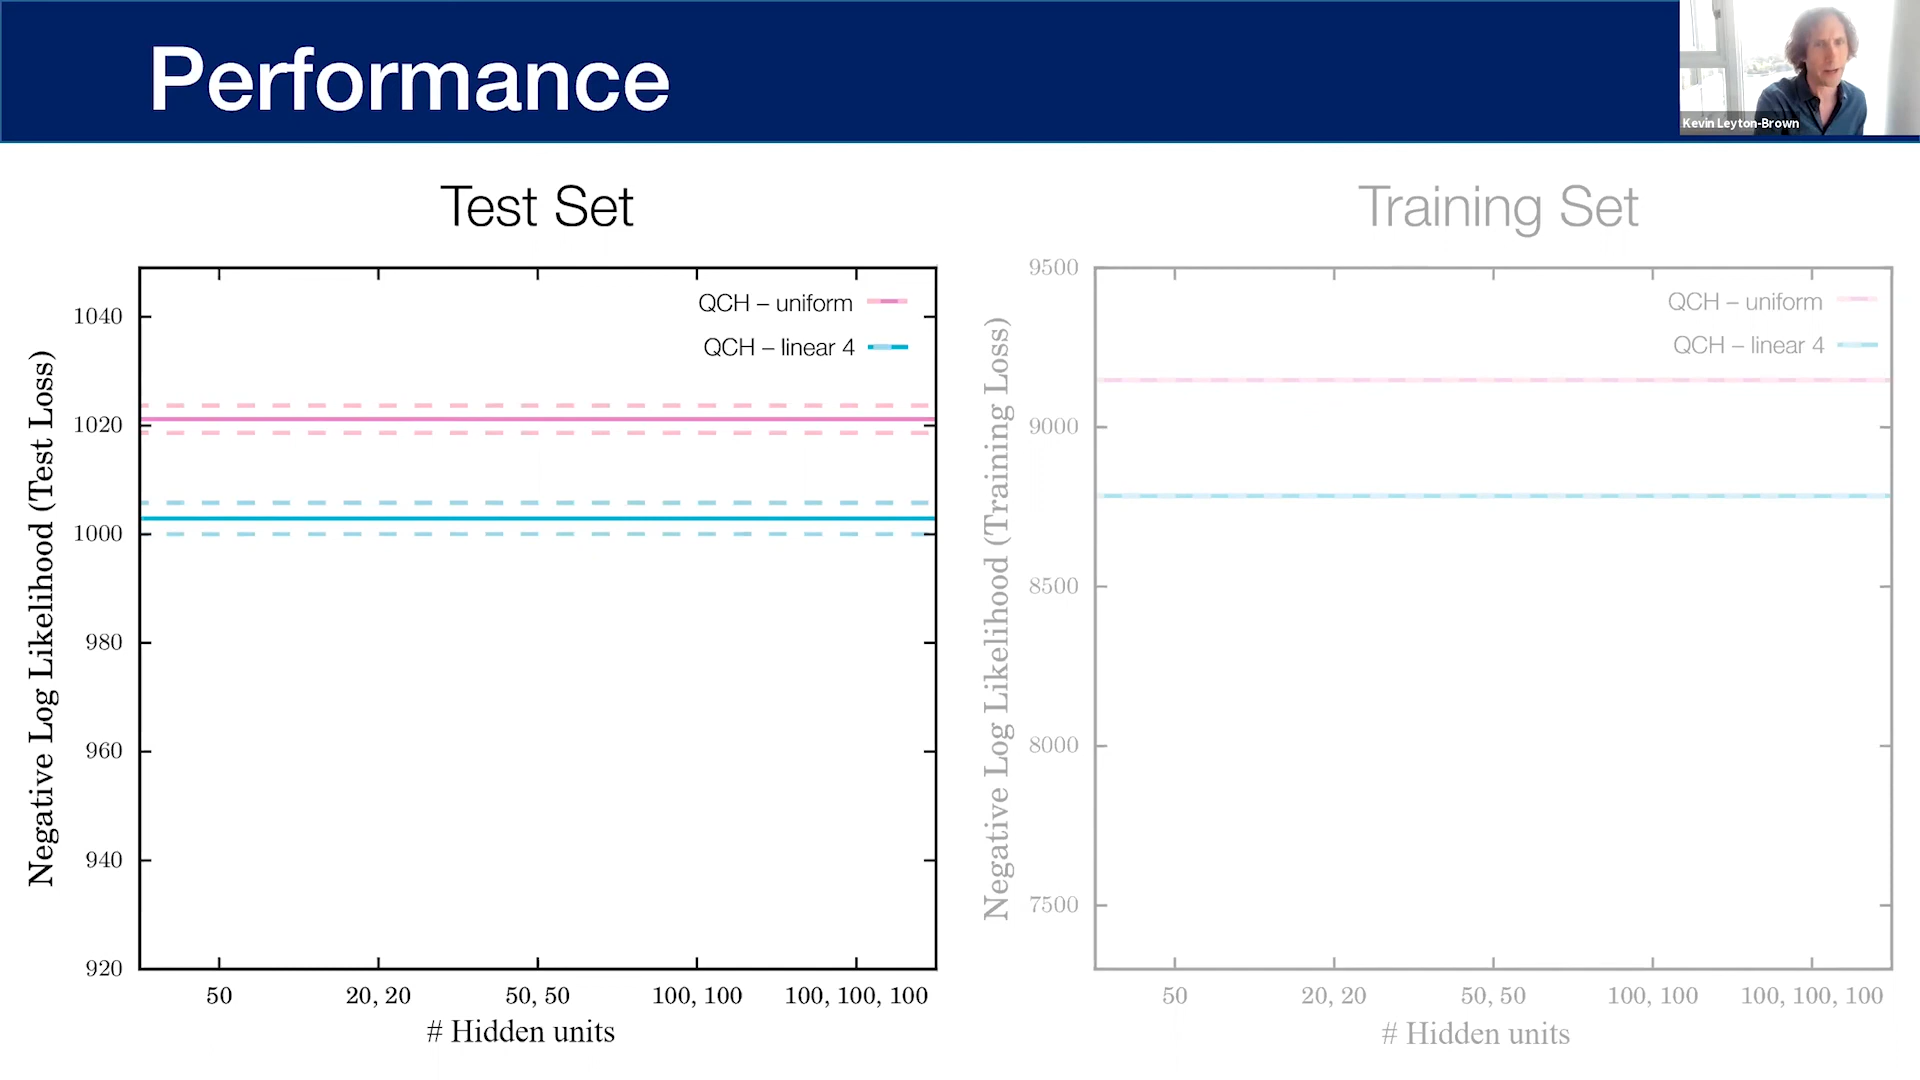 Performance
Kevin Leyton-Brown
Test Set
QCH – uniform
QCH – linear 4
1040
1020
1000
980
960
940
920
Negative Log Likelihood (Test Loss)
50
20, 20
50, 50
100, 100
100, 100, 100
# Hidden units
Training Set
QCH – uniform
QCH – linear 4
9500
9000
8500
8000
7500
Negative Log Likelihood (Training Loss)
50
20, 20
50, 50
100, 100
100, 100, 100
# Hidden units